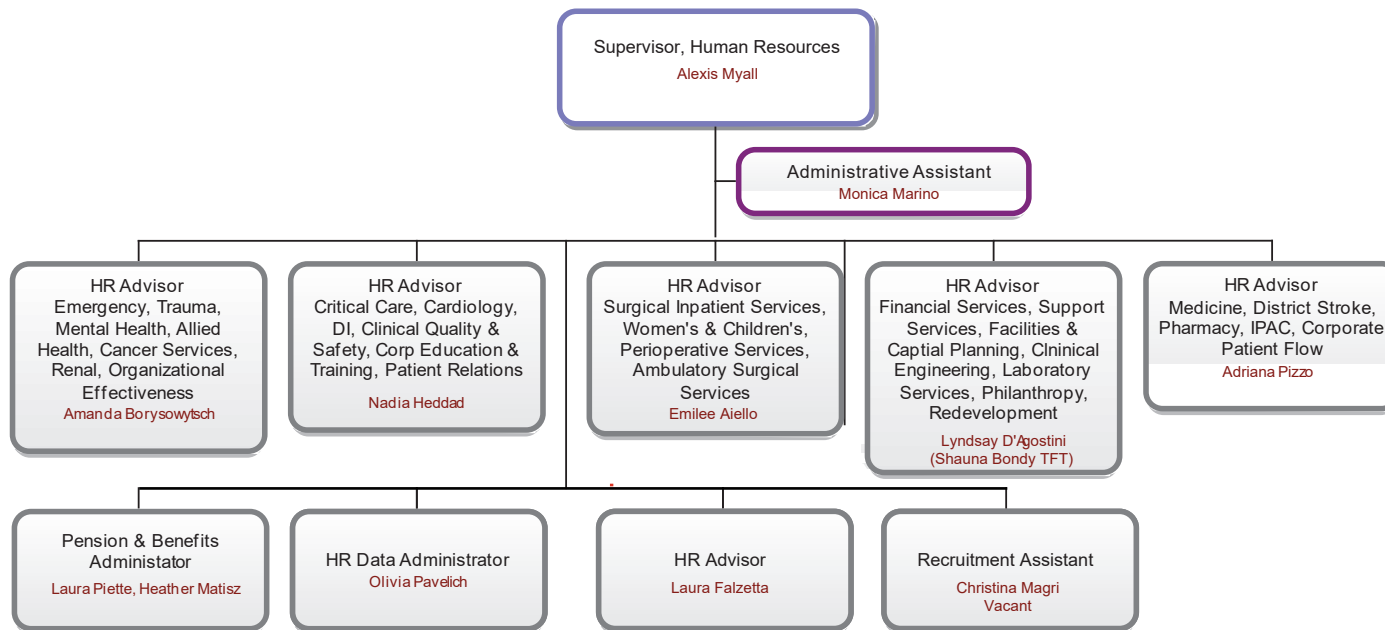 Supervisor, Human Resources
Alexis Myall
Administrative Assistant
Monica Marino
HR Advisor
Emergency, Trauma,
Mental Health, Allied
Health, Cancer Services,
Renal, Organizational
Effectiveness
Amanda Borysowytsch
HR Advisor
Critical Care, Cardiology,
DI, Clinical Quality &
Safety, Corp Education &
Training, Patient Relations
Nadia Heddad
HR Advisor
Surgical Inpatient Services,
Women's & Children's,
Perioperative Services,
Ambulatory Surgical
Services
Emilee Aiello
HR Advisor
Financial Services, Support
Services, Facilities &
Captial Planning, Clninical
Engineering, Laboratory
Services, Philanthropy,
Redevelopment
Lyndsay D'Agostini
(Shauna Bondy TFT)
HR Advisor
Medicine, District Stroke,
Pharmacy, IPAC, Corporate
Patient Flow
Adriana Pizzo
Pension & Benefits
Administator
Laura Piette, Heather Matisz
HR Data Administrator
Olivia Pavelich
HR Advisor
Laura Falzetta
Recruitment Assistant
Christina Magri
Vacant